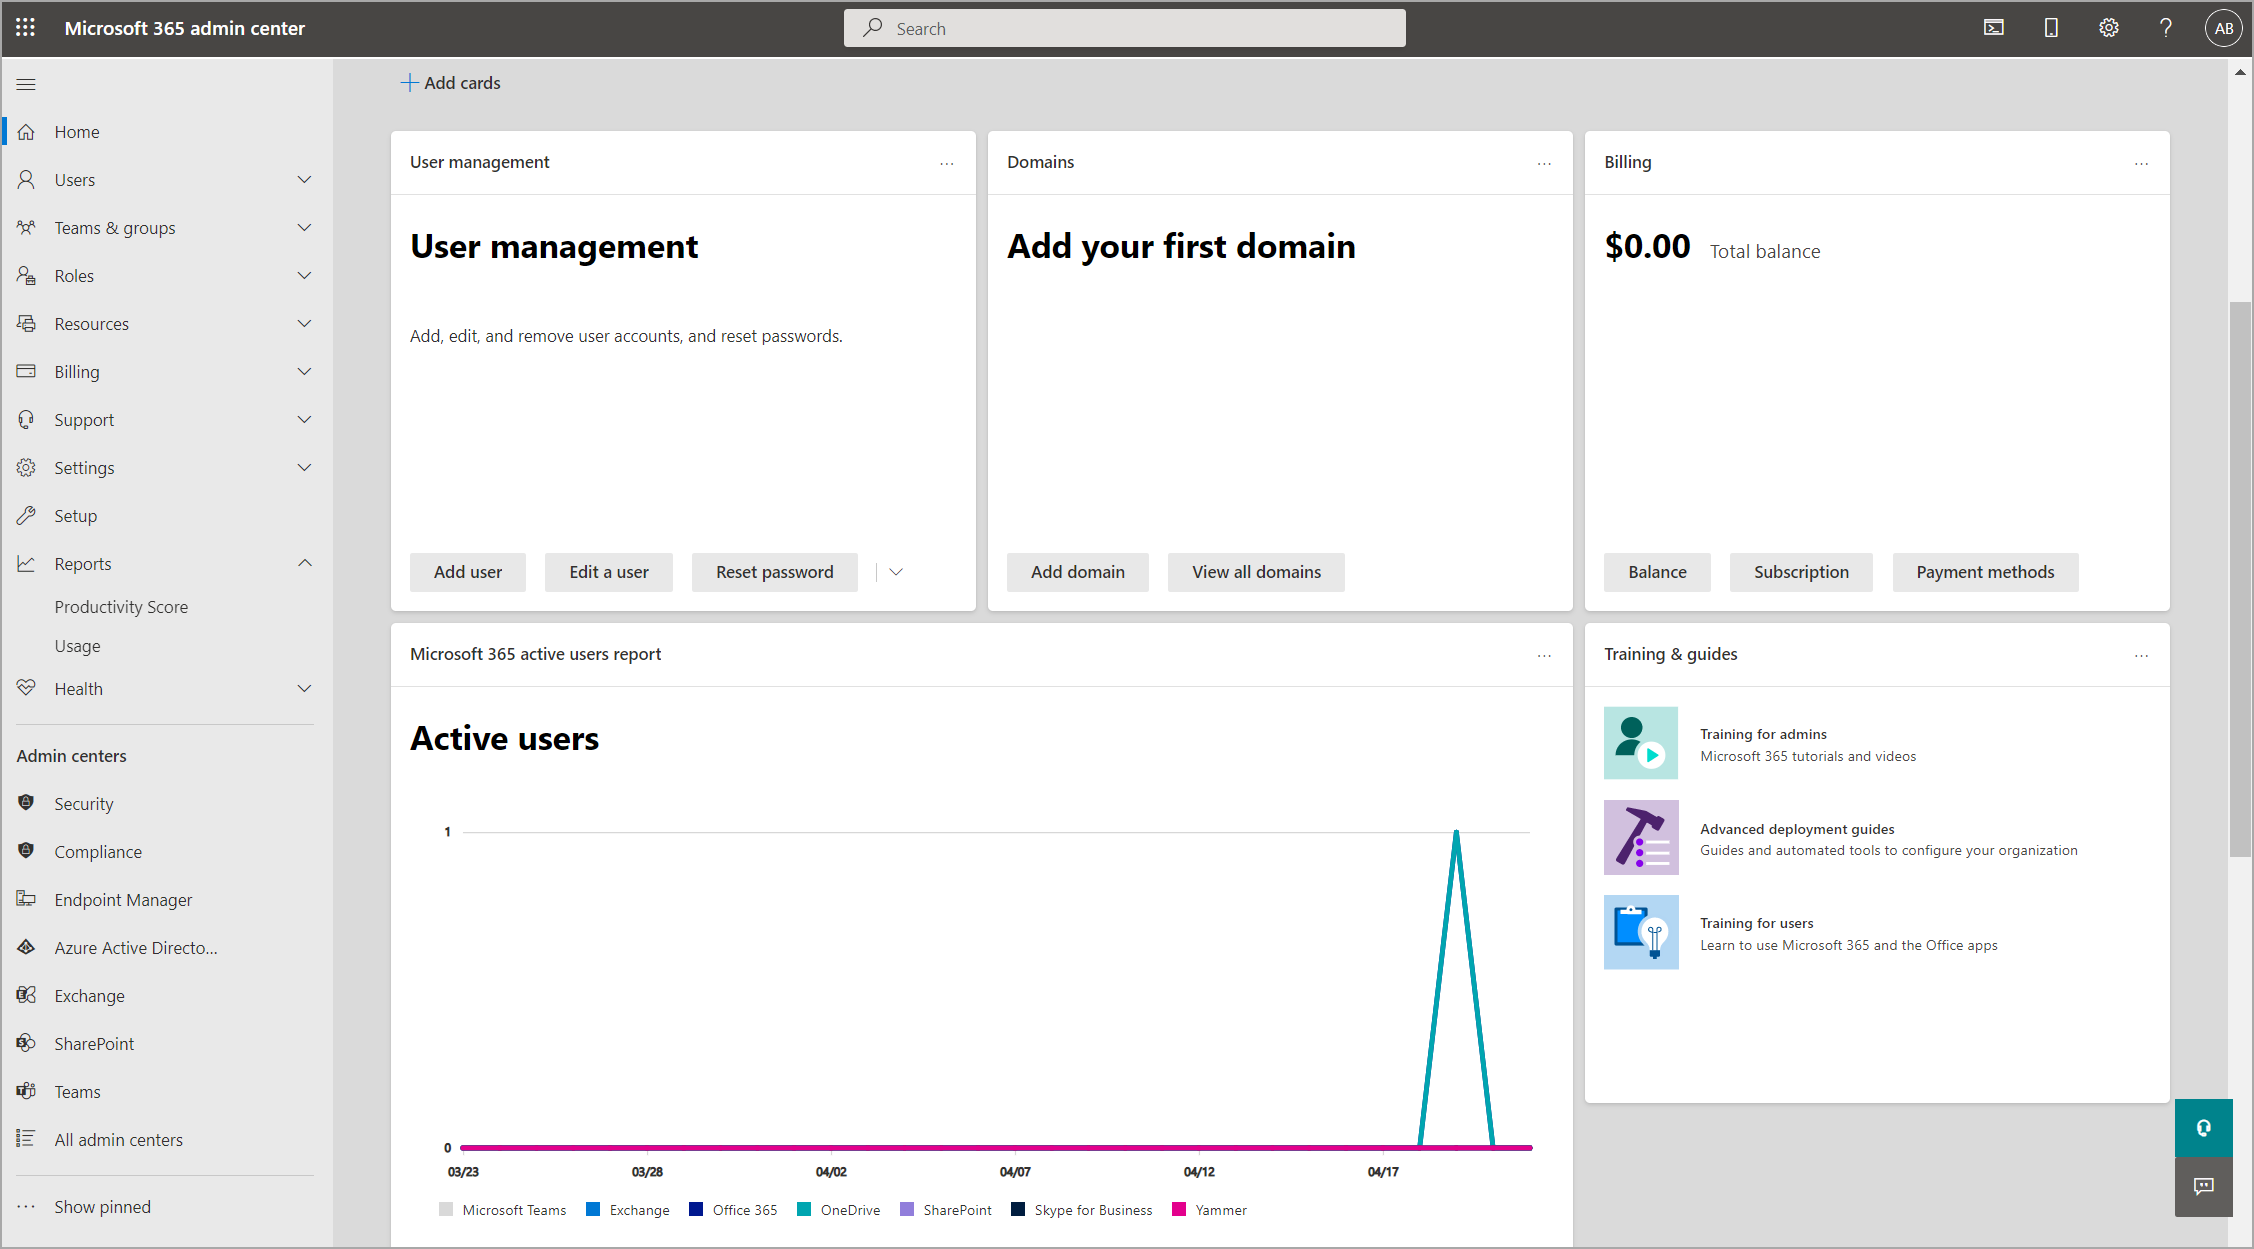 Microsoft 365 admin center
Search
AB
Add cards
Home
Users
Teams & groups
Roles
Resources
Billing
Support
Settings
Setup
Reports
Productivity Score
Usage
Health
Admin centers
Security
Compliance
Endpoint Manager
Azure Active Directo...
Exchange
SharePoint
Teams
All admin centers
Show pinned
User management
User management
Add, edit, and remove user accounts, and reset passwords.
Add user
Edit a user
Reset password
Domains
Add your first domain
Add domain
View all domains
Billing
$0.00 Total balance
Balance
Subscription
Payment methods
Microsoft 365 active users report
Active users
1
0
03/23
03/28
04/02
04/07
04/12
04/17
Microsoft Teams
Exchange
Office 365
OneDrive
SharePoint
Skype for Business
Yammer
Training & guides
Training for admins
Microsoft 365 tutorials and videos
Advanced deployment guides
Guides and automated tools to configure your organization
Training for users
Learn to use Microsoft 365 and the Office apps